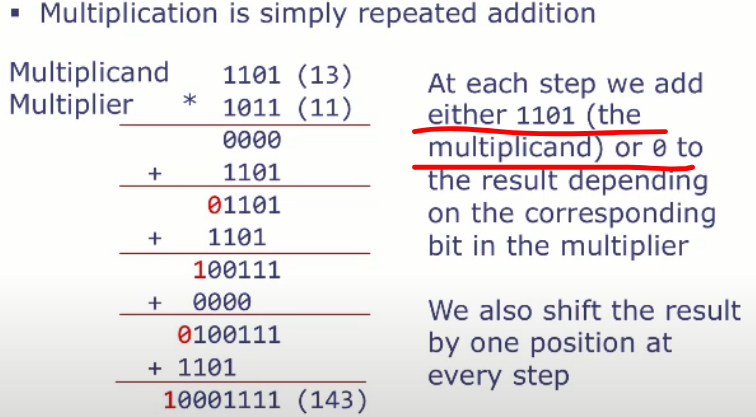 ▪ Multiplication is simply repeated addition
Multiplicand 1101 (13)
Multiplier * 1011 (11)
0000
+ 1101
01101
+ 1101
100111
+ 0000
0100111
+ 1101
10001111 (143)
At each step we add
either 1101 (the
multiplicand) or 0 to
the result depending
on the corresponding
bit in the multiplier
We also shift the result
by one position at
every step